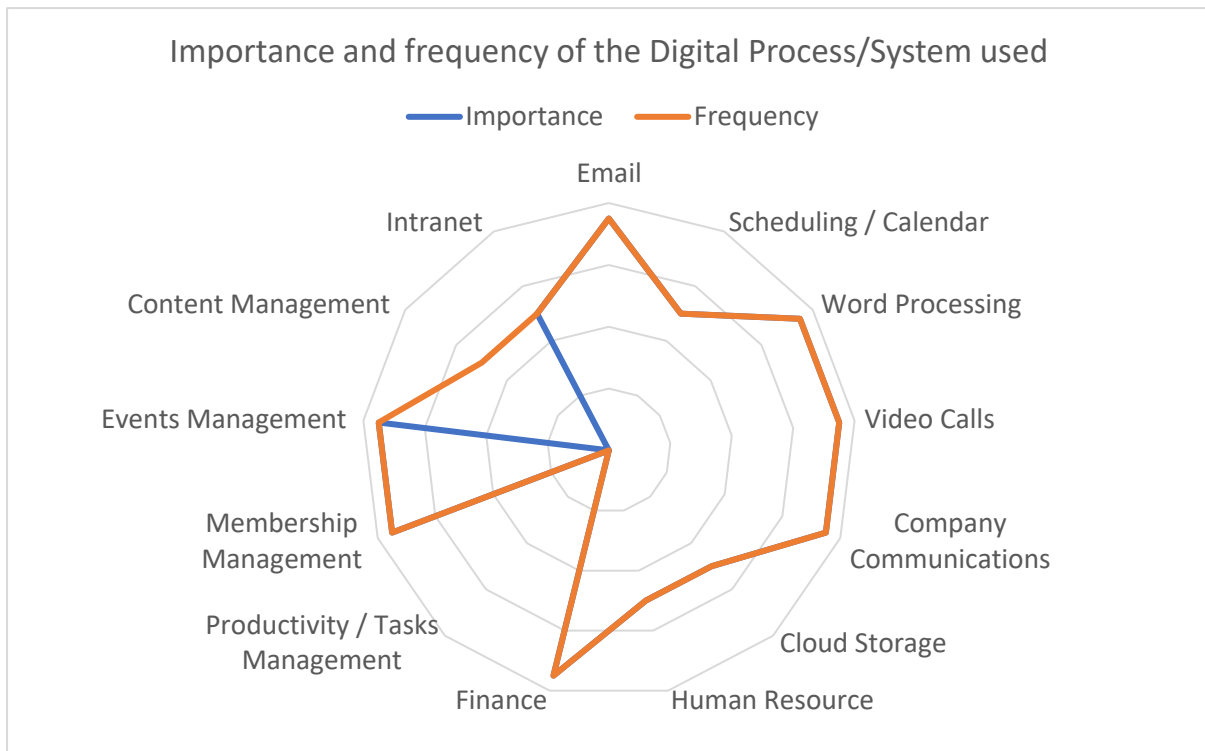 Importance and frequency of the Digital Process/System used
Importance
Frequency
Email
Scheduling / Calendar
Word Processing
Video Calls
Company
Communications
Cloud Storage
Human Resource
Finance
Productivity / Tasks
Management
Membership
Management
Events Management
Content Management
Intranet